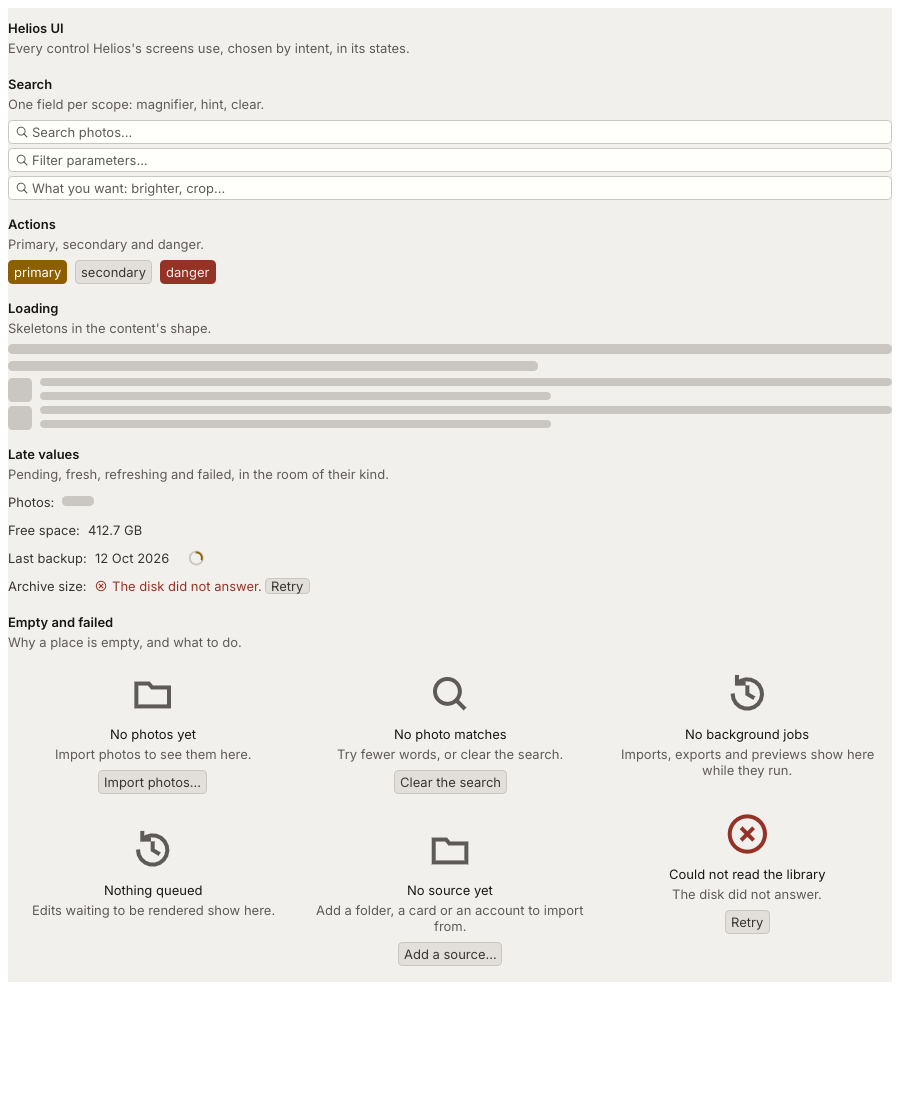 Helios UI
Every control Helios's screens use, chosen by intent, in its states.
Search
One field per scope: magnifier, hint, clear.
Search photos...
Filter parameters...
What you want: brighter, crop...
Actions
Primary, secondary and danger.
primary secondary danger
Loading
Skeletons in the content's shape.
Late values
Pending, fresh, refreshing and failed, in the room of their kind.
Photos:
Free space: 412.7 GB
Last backup: 12 Oct 2026
Archive size: The disk did not answer. Retry
Empty and failed
Why a place is empty, and what to do.
No photos yet
Import photos to see them here.
Import photos...
No photo matches
Try fewer words, or clear the search.
Clear the search
No background jobs
Imports, exports and previews show here
while they run.
Nothing queued
Edits waiting to be rendered show here.
No source yet
Add a folder, a card or an account to import
from.
Add a source...
Could not read the library
The disk did not answer.
Retry